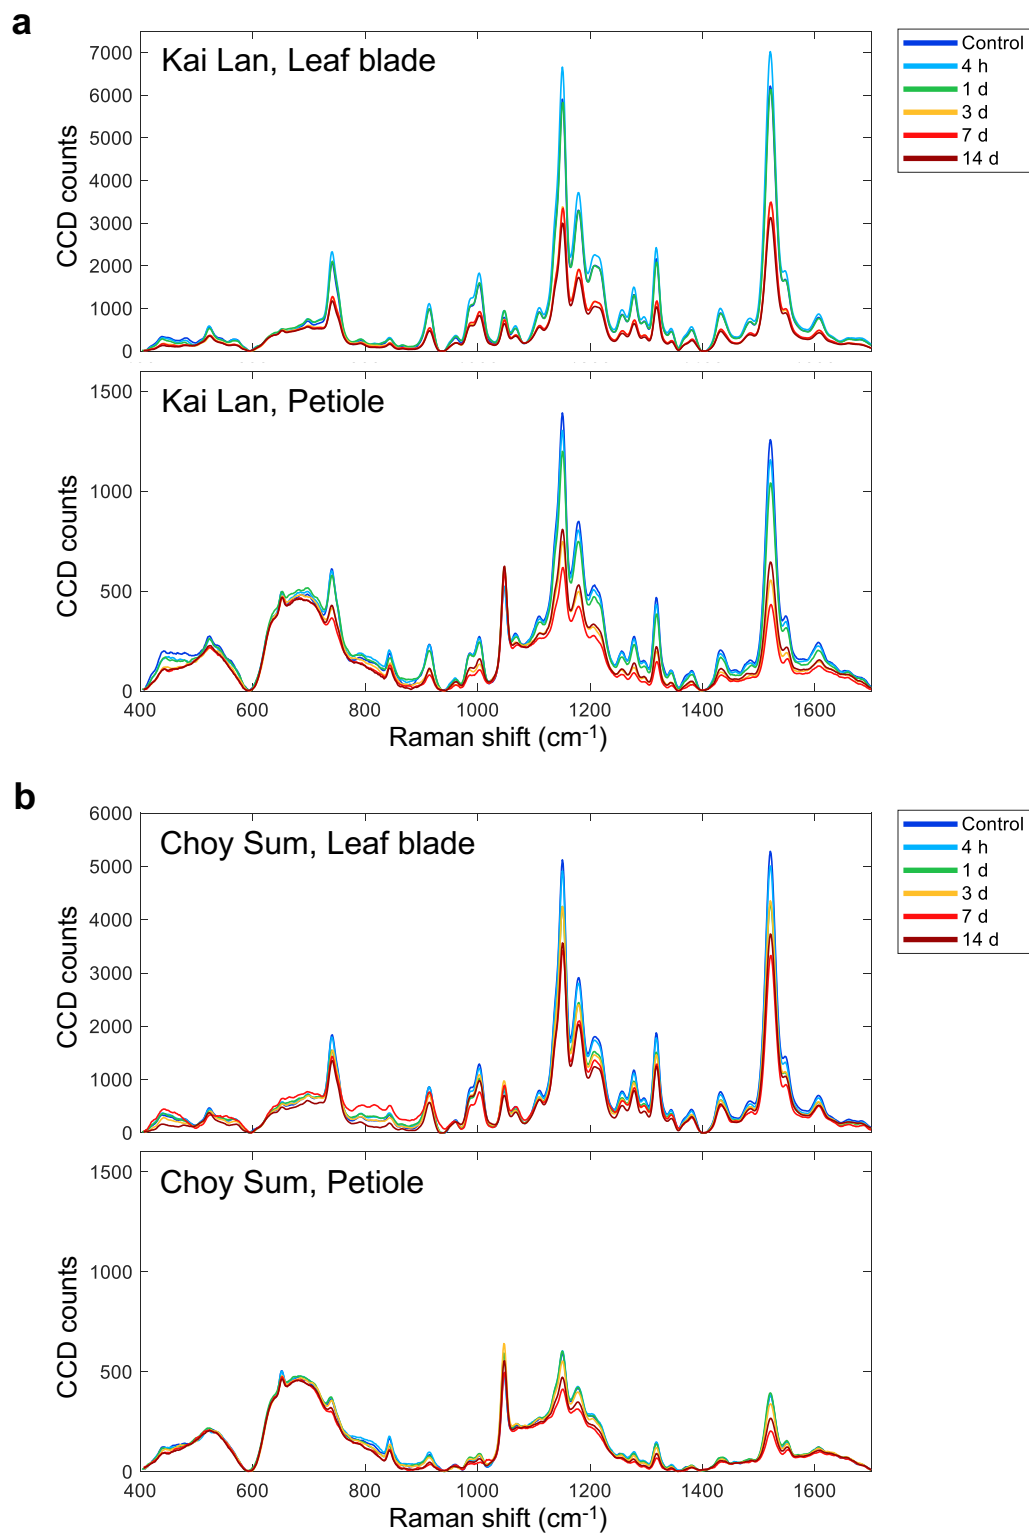 a
Kai Lan, Leaf blade
CCD counts
7000
6000
5000
4000
3000
2000
1000
0
Control
4 h
1 d
3 d
7 d
14 d
Kai Lan, Petiole
CCD counts
1500
1000
500
0
400 600 800 1000 1200 1400 1600
Raman shift (cm⁻¹)
b
Choy Sum, Leaf blade
CCD counts
6000
5000
4000
3000
2000
1000
0
Control
4 h
1 d
3 d
7 d
14 d
Choy Sum, Petiole
CCD counts
1500
1000
500
0
400 600 800 1000 1200 1400 1600
Raman shift (cm⁻¹)